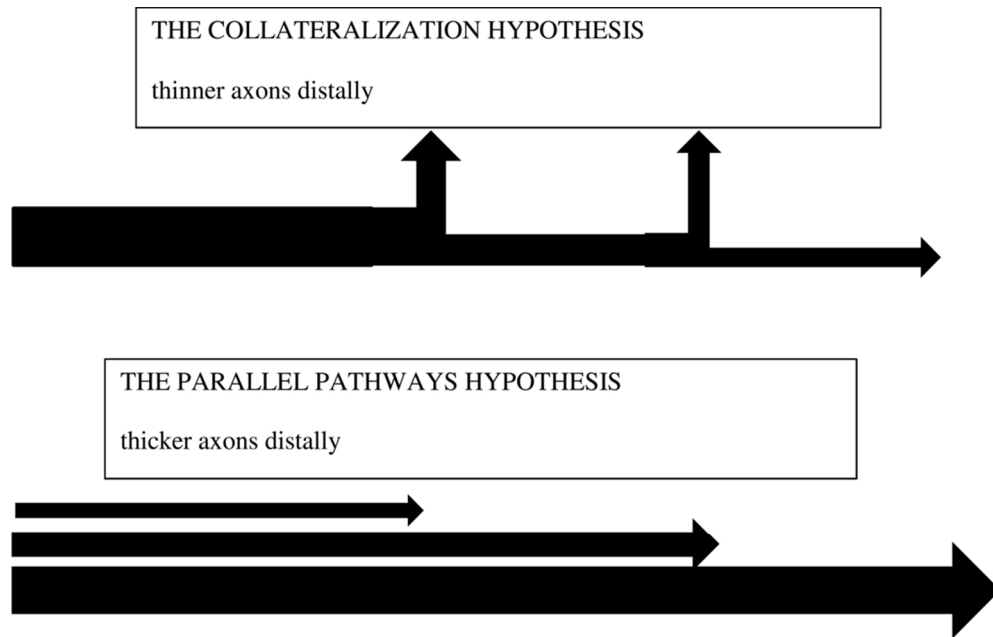 THE COLLATERALIZATION HYPOTHESIS
thinner axons distally
THE PARALLEL PATHWAYS HYPOTHESIS
thicker axons distally